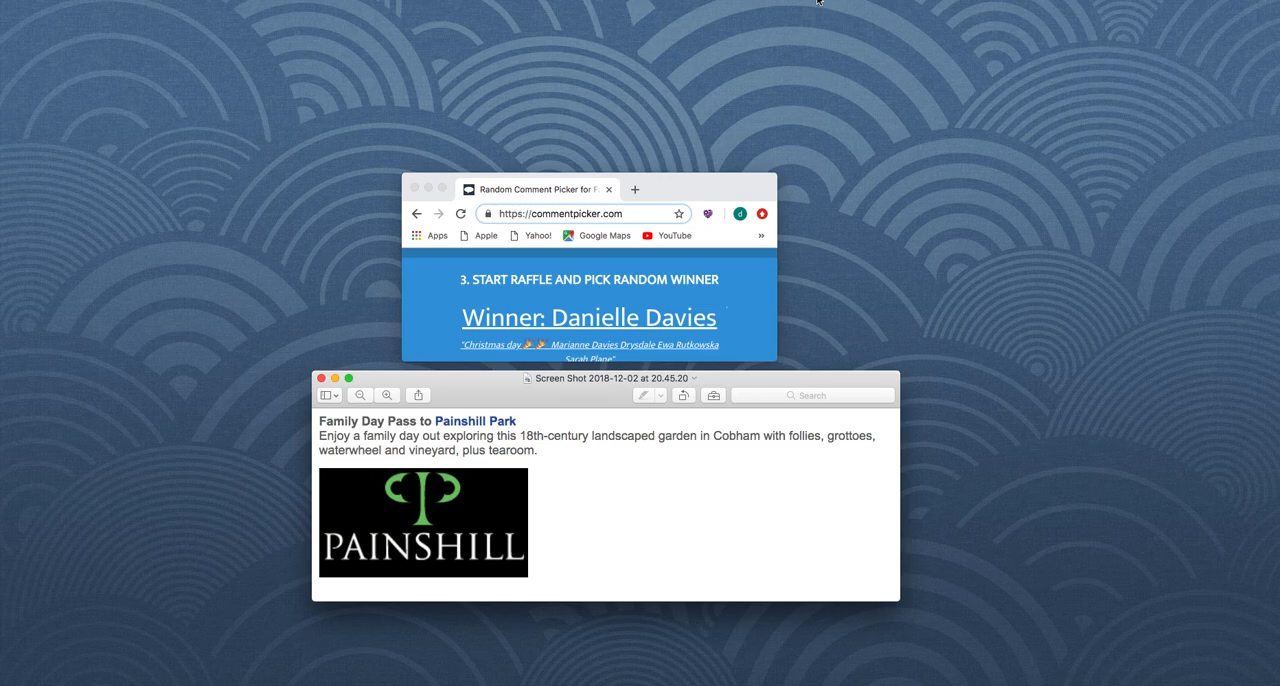 Random Comment Picker for F
https://commentpicker.com
d
Apps Apple Yahoo! Google Maps YouTube »
3. START RAFFLE AND PICK RANDOM WINNER
Winner: Danielle Davies
"Christmas day 🎉🎉 Marianne Davies Drysdale Ewa Rutkowska
Sarah Plane"
Screen Shot 2018-12-02 at 20.45.20
Search
Family Day Pass to Painshill Park
Enjoy a family day out exploring this 18th-century landscaped garden in Cobham with follies, grottoes,
waterwheel and vineyard, plus tearoom.
PAINSHILL